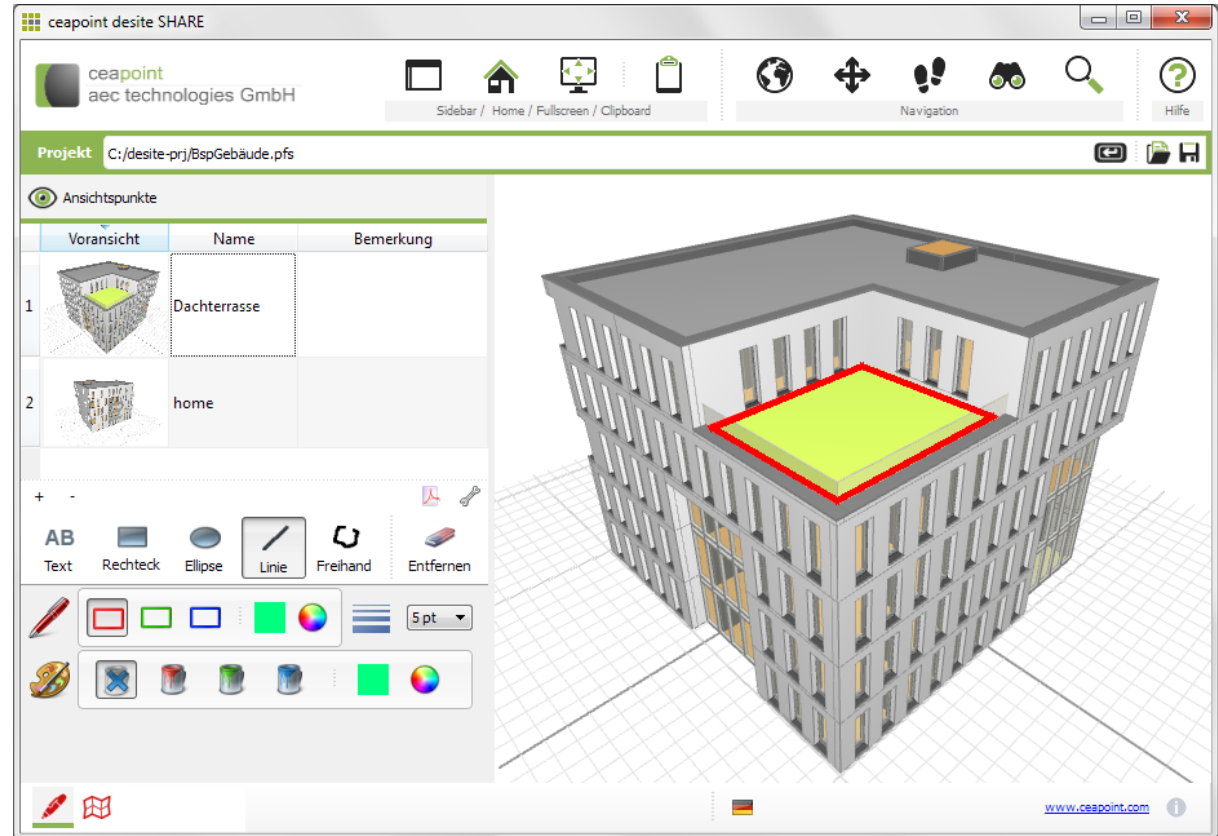 ceapoint desite SHARE
ceapoint
aec technologies GmbH
Sidebar / Home / Fullscreen / Clipboard
Navigation
Hilfe
Projekt C:/desite-prj/BspGebäude.pfs
Ansichtspunkte
Voransicht Name Bemerkung
1 Dachterrasse
2 home
+ -
AB
Text Rechteck Ellipse Linie Freihand Entfernen
5 pt
www.ceapoint.com